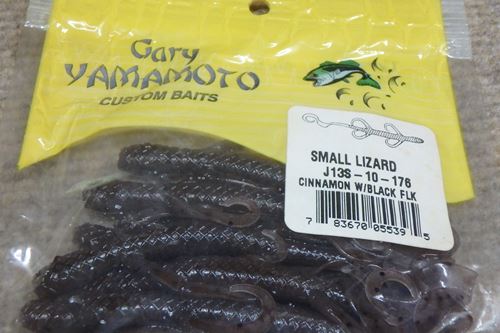 Gary
YAMAMOTO
CUSTOM BAITS
SMALL LIZARD
J13S-10-176
CINNAMON W/BLACK FLK
7 83670 05539 5